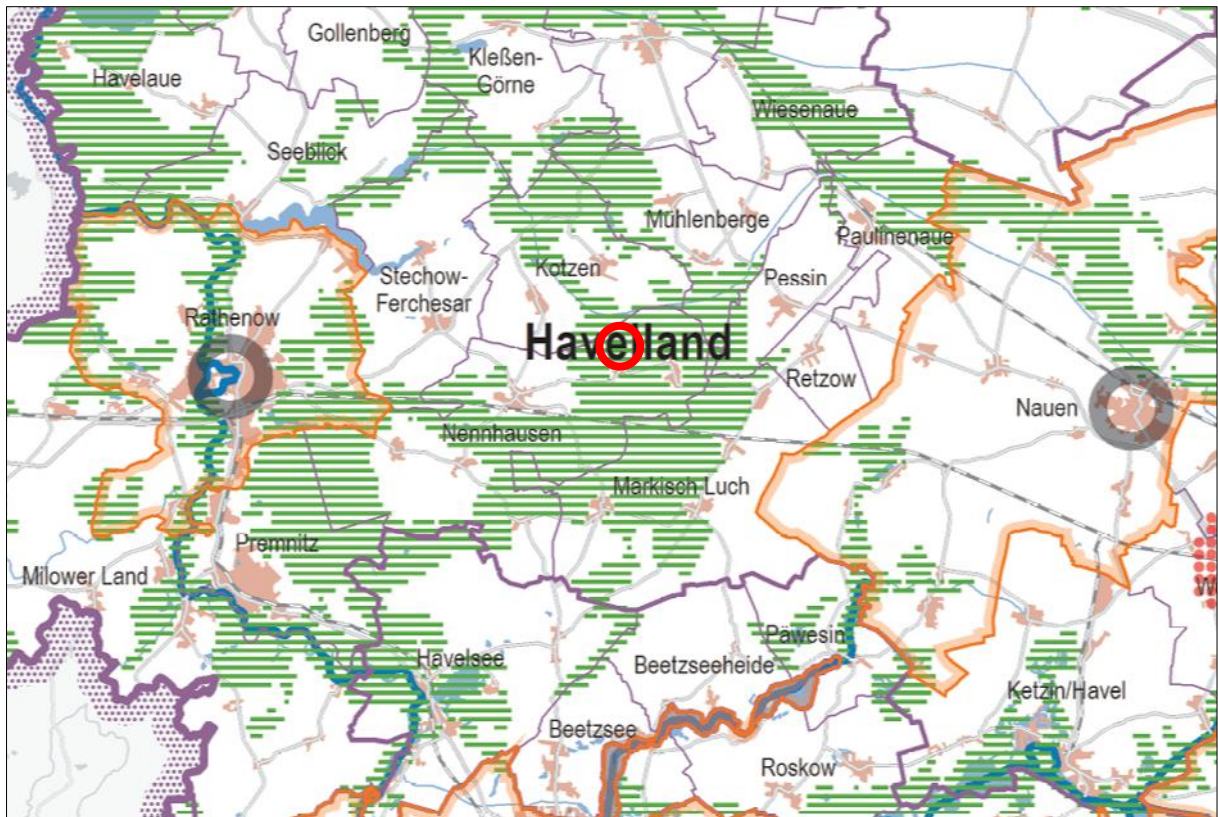 Gollenberg
Havelaue
Kleßen-
Görne
Wiesenaue
Seeblick
Mühlenberge
Paulinenaue
Kotzen
Stechow-
Ferchesar
Pessin
Rathenow
Havelland
Retzow
Nauen
Nennhausen
Märkisch Luch
Premnitz
Milower Land
W
Päwesin
Havelsee
Beetzseeheide
Ketzin/Havel
Beetzsee
Roskow